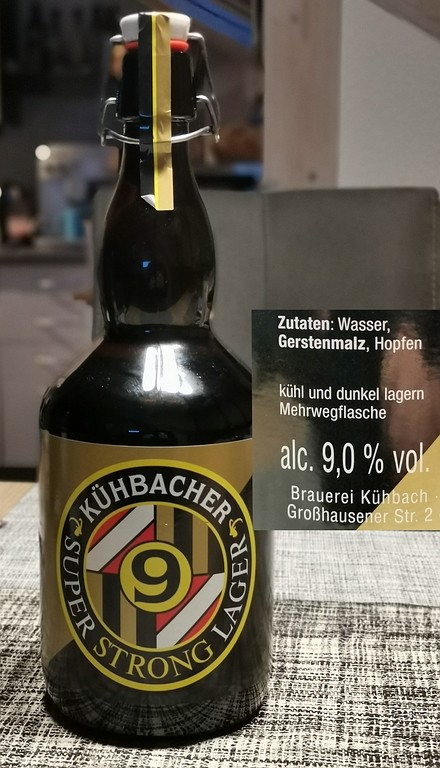 KÜHBACHER
9
SUPER STRONG LAGER
Zutaten: Wasser,
Gerstenmalz, Hopfen
kühl und dunkel lagern
Mehrwegflasche
alc. 9,0 % vol.
Brauerei Kühbach ·
Großhausener Str. 2